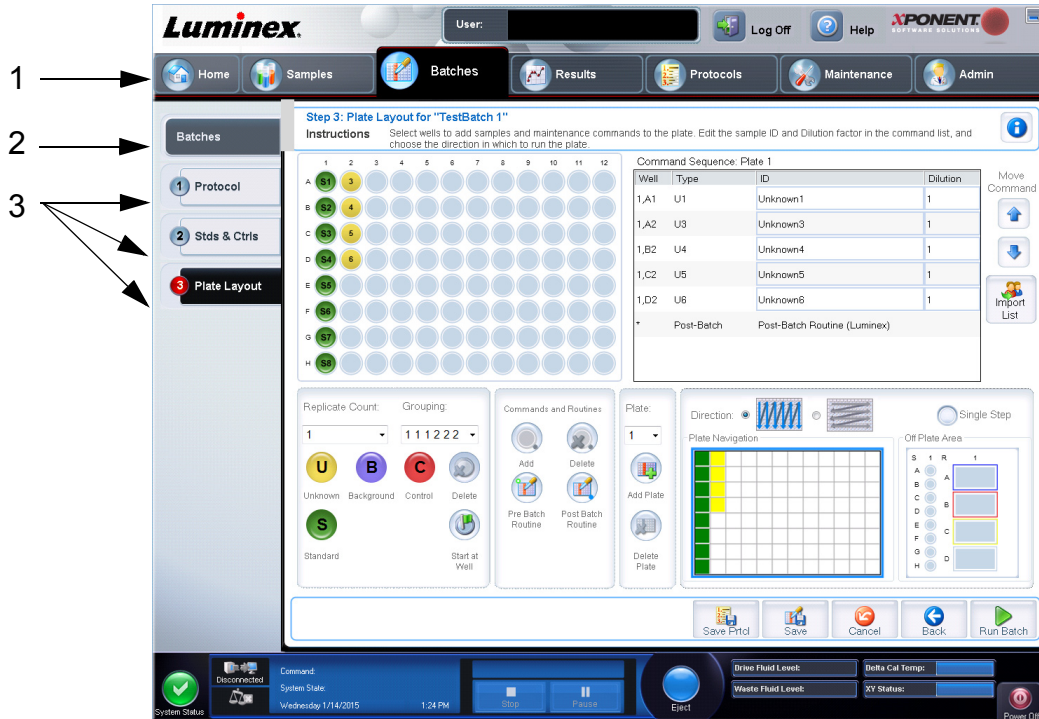 Luminex.
User:
Log Off
Help
XPONENT.
SOFTWARE SOLUTIONS
1
Home
Samples
Batches
Results
Protocols
Maintenance
Admin
2
Batches
3
1 Protocol
2 Stds & Ctrls
3 Plate Layout
Step 3: Plate Layout for "TestBatch 1"
Instructions Select wells to add samples and maintenance commands to the plate. Edit the sample ID and Dilution factor in the command list, and
choose the direction in which to run the plate.
1 2 3 4 5 6 7 8 9 10 11 12
A S1 3
B S2 4
C S3 5
D S4 6
E S5
F S6
G S7
H S8
Command Sequence: Plate 1
Well Type ID Dilution
1,A1 U1 Unknown1 1
1,A2 U3 Unknown3 1
1,B2 U4 Unknown4 1
1,C2 U5 Unknown5 1
1,D2 U6 Unknown6 1
* Post-Batch Post-Batch Routine (Luminex)
Move
Command
Import
List
Replicate Count: Grouping:
1 111222
U B C
Unknown Background Control Delete
S
Standard Start at
Well
Commands and Routines
Add Delete
Pre Batch
Routine
Post Batch
Routine
Plate:
1
Add Plate
Delete
Plate
Direction:
Single Step
Plate Navigation
Off Plate Area
S 1 R 1
A
B
C
D
E
F
G
H
A
B
C
D
Save Prtcl
Save
Cancel
Back
Run Batch
System Status
Disconnected
Command:
System State:
Wednesday 1/14/2015 1:24 PM
Stop
Pause
Eject
Drive Fluid Level:
Waste Fluid Level:
Delta Cal Temp:
XY Status:
Power Off